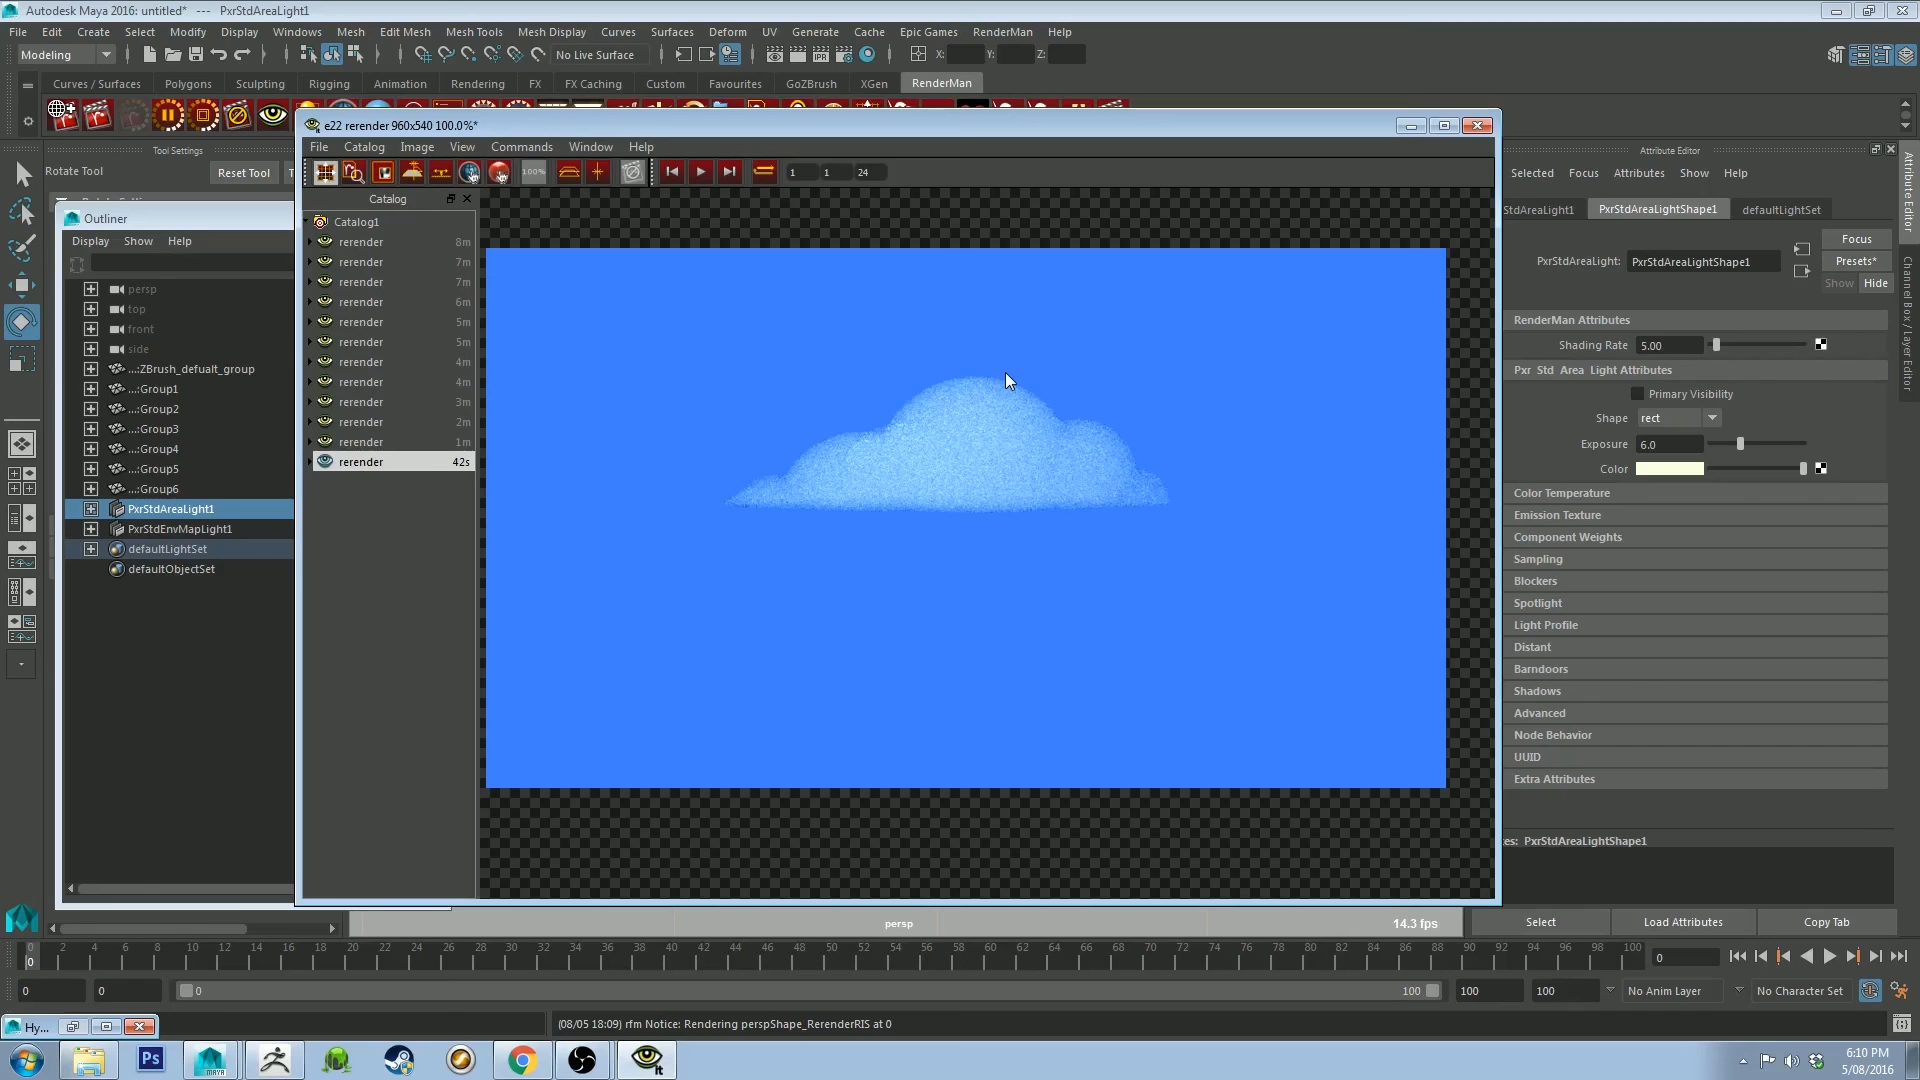 Autodesk Maya 2016: untitled* --- PxrStdAreaLight1
File Edit Create Select Modify Display Windows Mesh Edit Mesh Mesh Tools Mesh Display Curves Surfaces Deform UV Generate Cache Epic Games RenderMan Help
Modeling No Live Surface X: Y: Z:
Curves / Surfaces Polygons Sculpting Rigging Animation Rendering FX FX Caching Custom Favourites GoZBrush XGen RenderMan
Tool Settings
Rotate Tool Reset Tool
Outliner
Display Show Help
persp
top
front
side
...:ZBrush_defualt_group
...:Group1
...:Group2
...:Group3
...:Group4
...:Group5
...:Group6
PxrStdAreaLight1
PxrStdEnvMapLight1
defaultLightSet
defaultObjectSet
e22 rerender 960x540 100.0%*
File Catalog Image View Commands Window Help
100% 1 1 24
Catalog
Catalog1
rerender 8m
rerender 7m
rerender 7m
rerender 6m
rerender 5m
rerender 5m
rerender 4m
rerender 4m
rerender 3m
rerender 2m
rerender 1m
rerender 42s
Attribute Editor
Selected Focus Attributes Show Help
StdAreaLight1 PxrStdAreaLightShape1 defaultLightSet
Focus
PxrStdAreaLight: PxrStdAreaLightShape1 Presets*
Show Hide
RenderMan Attributes
Shading Rate 5.00
Pxr Std Area Light Attributes
Primary Visibility
Shape rect
Exposure 6.0
Color
Color Temperature
Emission Texture
Component Weights
Sampling
Blockers
Spotlight
Light Profile
Distant
Barndoors
Shadows
Advanced
Node Behavior
UUID
Extra Attributes
es: PxrStdAreaLightShape1
Select Load Attributes Copy Tab
Attribute Editor
Channel Box / Layer Editor
persp 14.3 fps
0 2 4 6 8 10 12 14 16 18 20 22 24 26 28 30 32 34 36 38 40 42 44 46 48 50 52 54 56 58 60 62 64 66 68 70 72 74 76 78 80 82 84 86 88 90 92 94 96 98 100
0 0
0 0 0 100 100 100 No Anim Layer No Character Set
Hy... (08/05 18:09) rfm Notice: Rendering perspShape_RerenderRIS at 0
Ps MAYA it
6:10 PM
5/08/2016